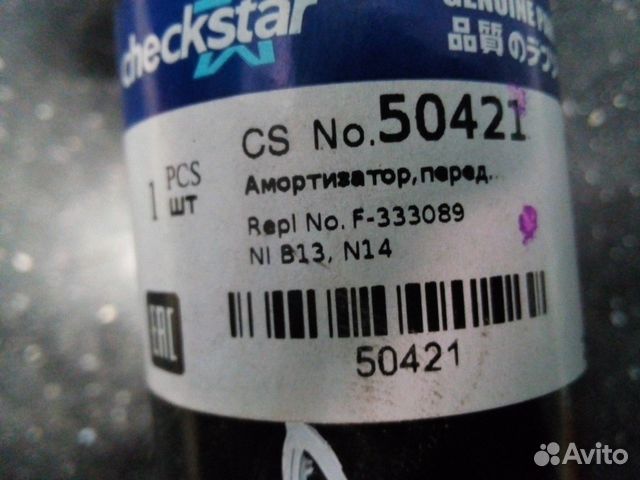 checkstar
GENUINE
品質のラ
CS No.50421
1 PCS
шт
Амортизатор,перед..
Repl No. F-333089
NI B13, N14
EAC
50421
Avito